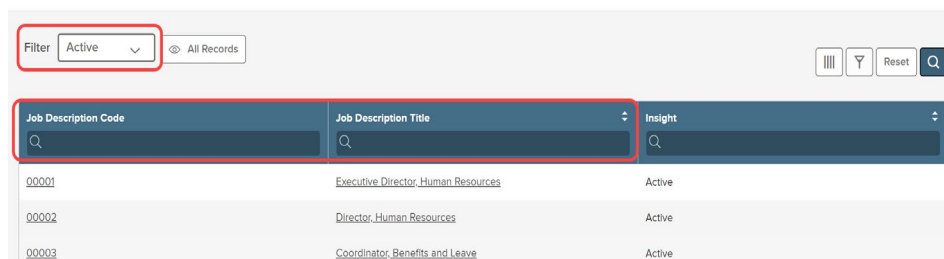 Filter Active All Records
Reset
Job Description Code Job Description Title Insight
00001 Executive Director, Human Resources Active
00002 Director, Human Resources Active
00003 Coordinator, Benefits and Leave Active